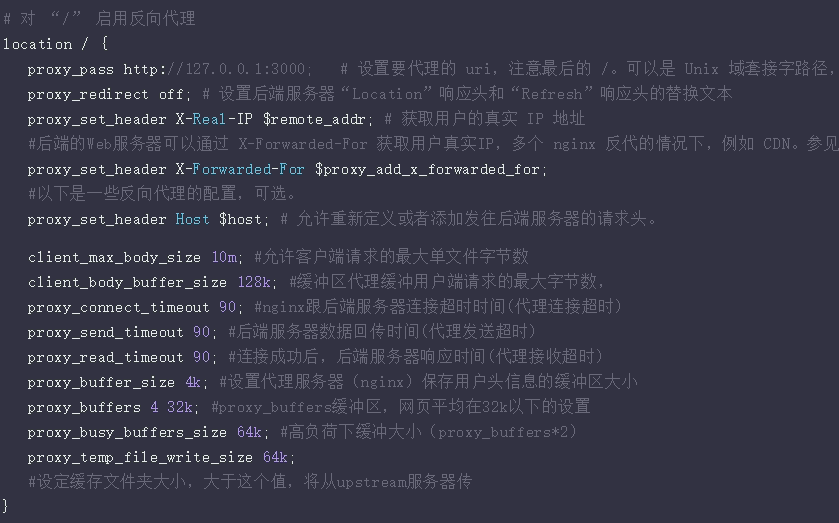 # 对 “/” 启用反向代理
location / {
proxy_pass http://127.0.0.1:3000; # 设置要代理的 uri，注意最后的 /。可以是 Unix 域套接字路径，
proxy_redirect off; # 设置后端服务器“Location”响应头和“Refresh”响应头的替换文本
proxy_set_header X-Real-IP $remote_addr; # 获取用户的真实 IP 地址
#后端的Web服务器可以通过 X-Forwarded-For 获取用户真实IP，多个 nginx 反代的情况下，例如 CDN。参见
proxy_set_header X-Forwarded-For $proxy_add_x_forwarded_for;
#以下是一些反向代理的配置，可选。
proxy_set_header Host $host; # 允许重新定义或者添加发往后端服务器的请求头。
client_max_body_size 10m; #允许客户端请求的最大单文件字节数
client_body_buffer_size 128k; #缓冲区代理缓冲用户端请求的最大字节数，
proxy_connect_timeout 90; #nginx跟后端服务器连接超时时间(代理连接超时)
proxy_send_timeout 90; #后端服务器数据回传时间(代理发送超时)
proxy_read_timeout 90; #连接成功后，后端服务器响应时间(代理接收超时)
proxy_buffer_size 4k; #设置代理服务器（nginx）保存用户头信息的缓冲区大小
proxy_buffers 4 32k; #proxy_buffers缓冲区，网页平均在32k以下的设置
proxy_busy_buffers_size 64k; #高负荷下缓冲大小（proxy_buffers*2）
proxy_temp_file_write_size 64k;
#设定缓存文件夹大小，大于这个值，将从upstream服务器传
}